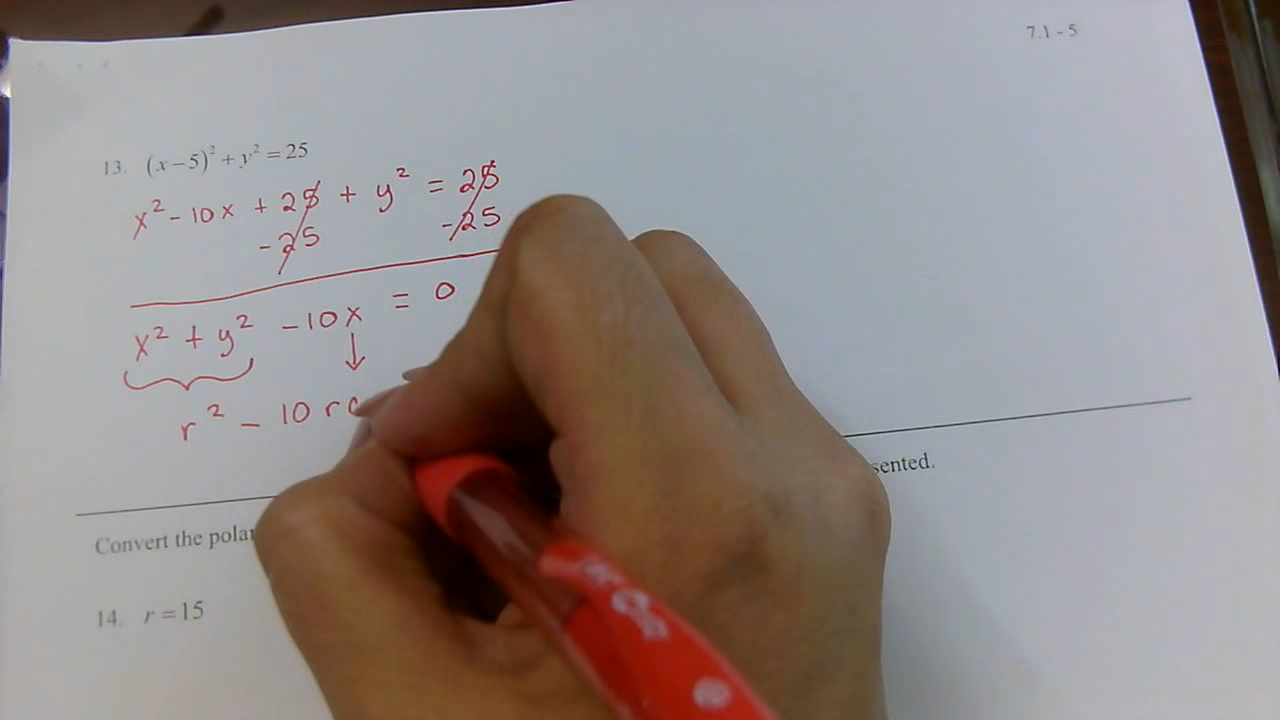 7.1 - 5
13. (x – 5)² + y² = 25
x² - 10x + 25 + y² = 25
-25 -25
x² + y² - 10x = 0
r² - 10 r
sented.
Convert the polar
14. r = 15